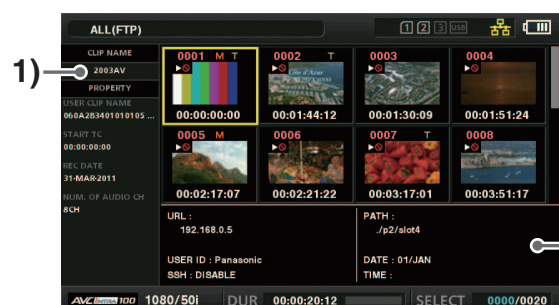 ALL(FTP)
1 2 3 USB
CLIP NAME
2003AV
PROPERTY
USER CLIP NAME
060A2B3401010105 ...
START TC
00:00:00:00
REC DATE
31-MAR-2011
NUM. OF AUDIO CH
8CH
1)
0001 M T
00:00:00:00
0002 T
Côte d'Azur
00:01:44:12
0003
00:01:30:09
0004
00:01:51:24
0005 M
00:02:17:07
0006
00:02:21:22
0007 T
00:03:17:01
0008
00:03:51:17
URL :
192.168.0.5
USER ID : Panasonic
SSH : DISABLE
PATH :
./p2/slot4
DATE : 01/JAN
TIME :
AVC Intra 100 1080/50i DUR 00:00:20:12 SELECT 0000/0020